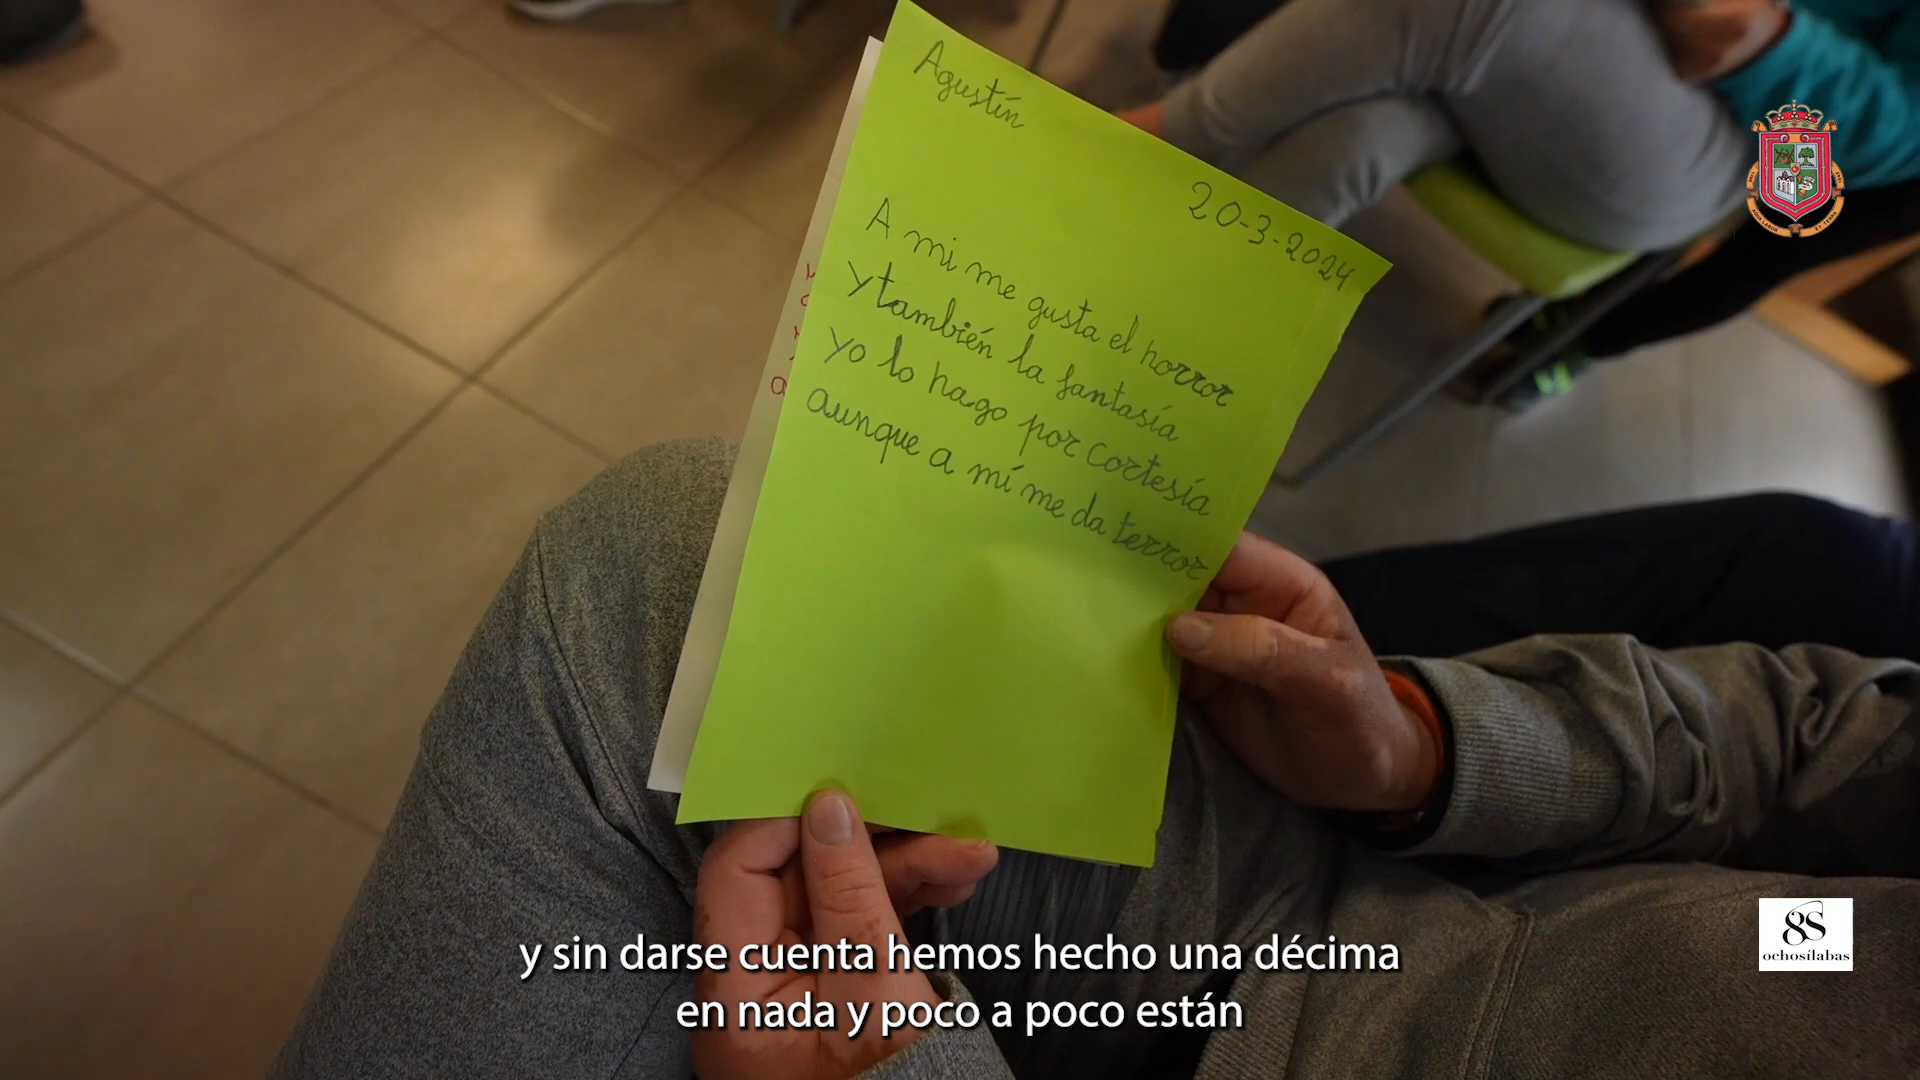 Agustín
20-3-2024
A mi me gusta el horror
y también la fantasía
yo lo hago por cortesía
aunque a mí me da terror
8S
ochosílabas
y sin darse cuenta hemos hecho una décima
en nada y poco a poco están